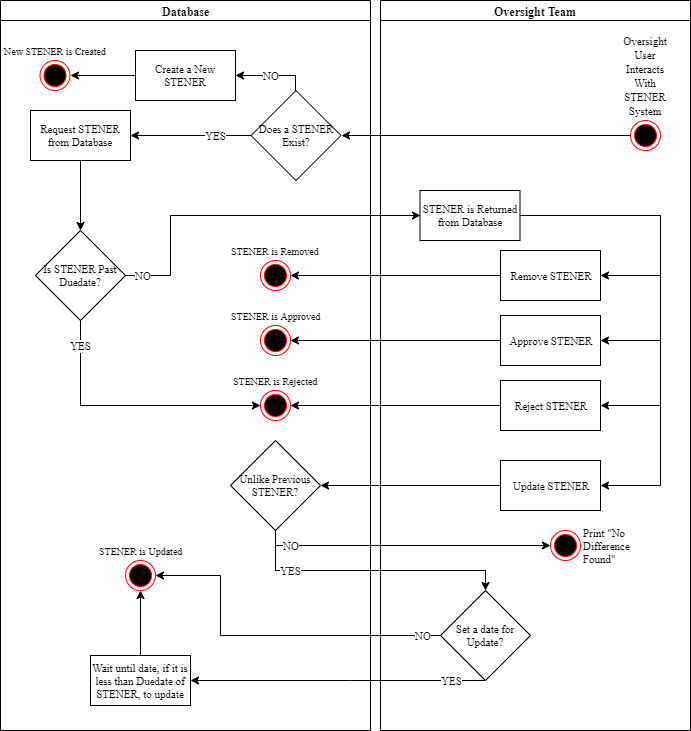 Database
Oversight Team
New STENER is Created
Create a New
STENER
NO
Oversight
User
Interacts
With
STENER
System
Request STENER
from Database
YES
Does a STENER
Exist?
STENER is Returned
from Database
Is STENER Past
Duedate?
NO
STENER is Removed
Remove STENER
STENER is Approved
Approve STENER
YES
STENER is Rejected
Reject STENER
Unlike Previous
STENER?
Update STENER
NO
Print "No
Difference
Found"
STENER is Updated
YES
Set a date for
Update?
NO
Wait until date, if it is
less than Duedate of
STENER, to update
YES